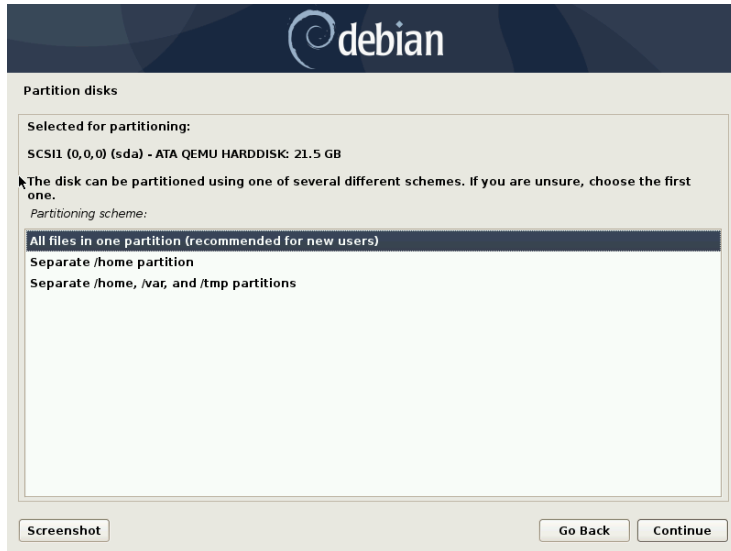 debian
Partition disks
Selected for partitioning:
SCSI1 (0,0,0) (sda) - ATA QEMU HARDDISK: 21.5 GB
The disk can be partitioned using one of several different schemes. If you are unsure, choose the first
one.
Partitioning scheme:
All files in one partition (recommended for new users)
Separate /home partition
Separate /home, /var, and /tmp partitions
Screenshot
Go Back
Continue